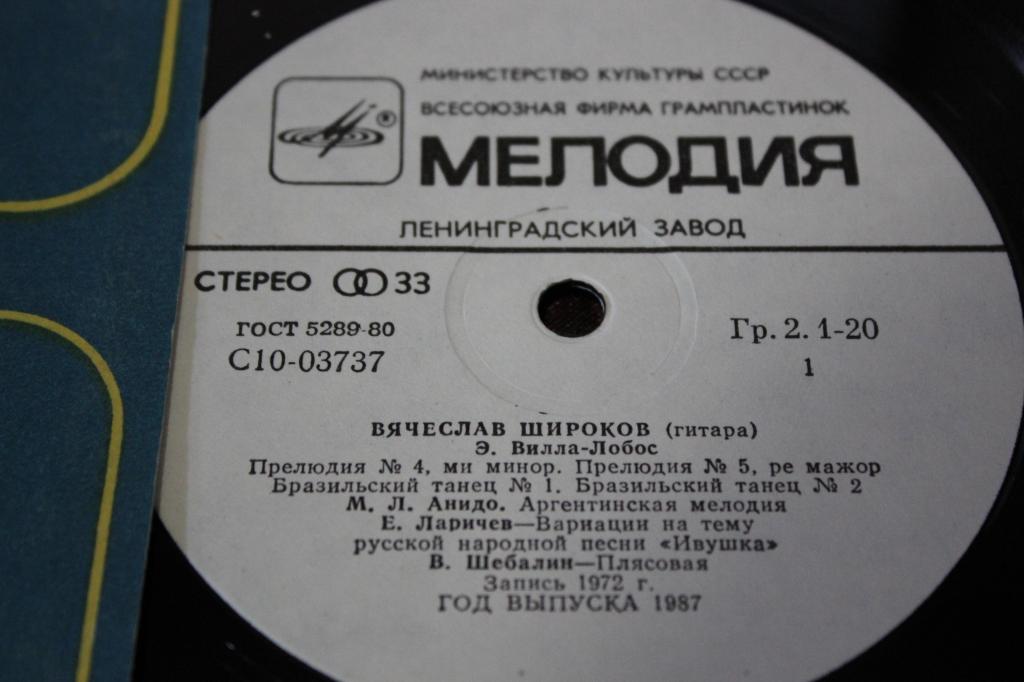 МИНИСТЕРСТВО КУЛЬТУРЫ СССР
ВСЕСОЮЗНАЯ ФИРМА ГРАМПЛАСТИНОК
®
МЕЛОДИЯ
ЛЕНИНГРАДСКИЙ ЗАВОД
СТЕРЕО 33
ГОСТ 5289-80
С10-03737
Гр. 2. 1-20
1
ВЯЧЕСЛАВ ШИРОКОВ (гитара)
Э. Вилла-Лобос
Прелюдия № 4, ми минор. Прелюдия № 5, ре мажор
Бразильский танец № 1. Бразильский танец № 2
М. Л. Анидо. Аргентинская мелодия
Е. Ларичев—Вариации на тему
русской народной песни «Ивушка»
В. Шебалин—Плясовая
Запись 1972 г.
ГОД ВЫПУСКА 1987